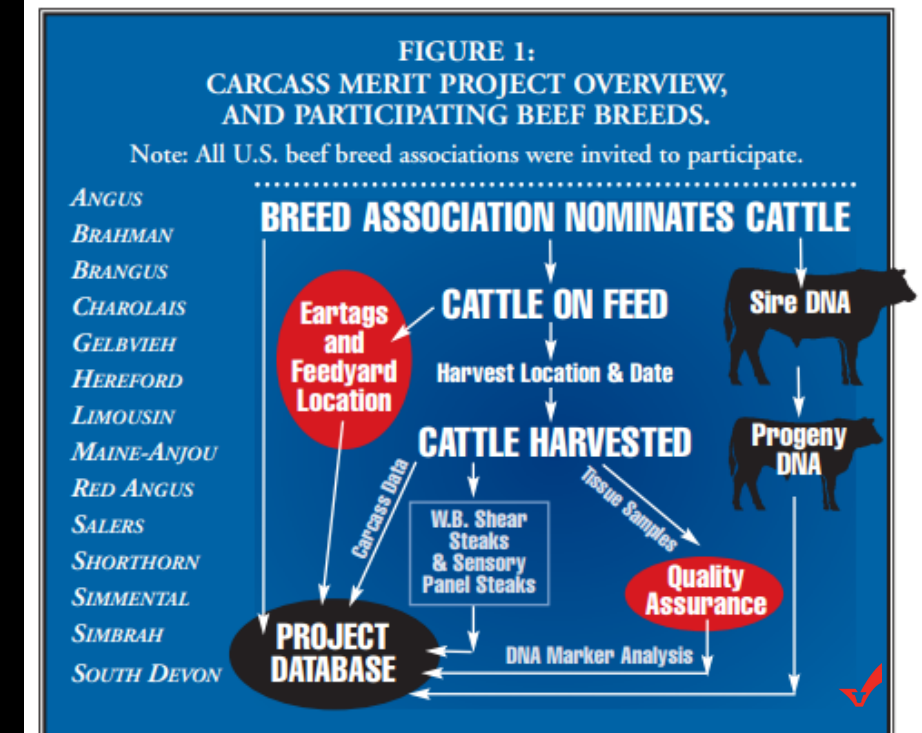 FIGURE 1:
CARCASS MERIT PROJECT OVERVIEW,
AND PARTICIPATING BEEF BREEDS.
Note: All U.S. beef breed associations were invited to participate.
ANGUS
BRAHMAN
BRANGUS
CHAROLAIS
GELBVIEH
HEREFORD
LIMOUSIN
MAINE-ANJOU
RED ANGUS
SALERS
SHORTHORN
SIMMENTAL
SIMBRAH
SOUTH DEVON
BREED ASSOCIATION NOMINATES CATTLE
Eartags
and
Feedyard
Location
CATTLE ON FEED
Harvest Location & Date
CATTLE HARVESTED
Sire DNA
Progeny
DNA
Carcass Data
W.B. Shear
Steaks
& Sensory
Panel Steaks
Tissue Samples
Quality
Assurance
DNA Marker Analysis
PROJECT
DATABASE